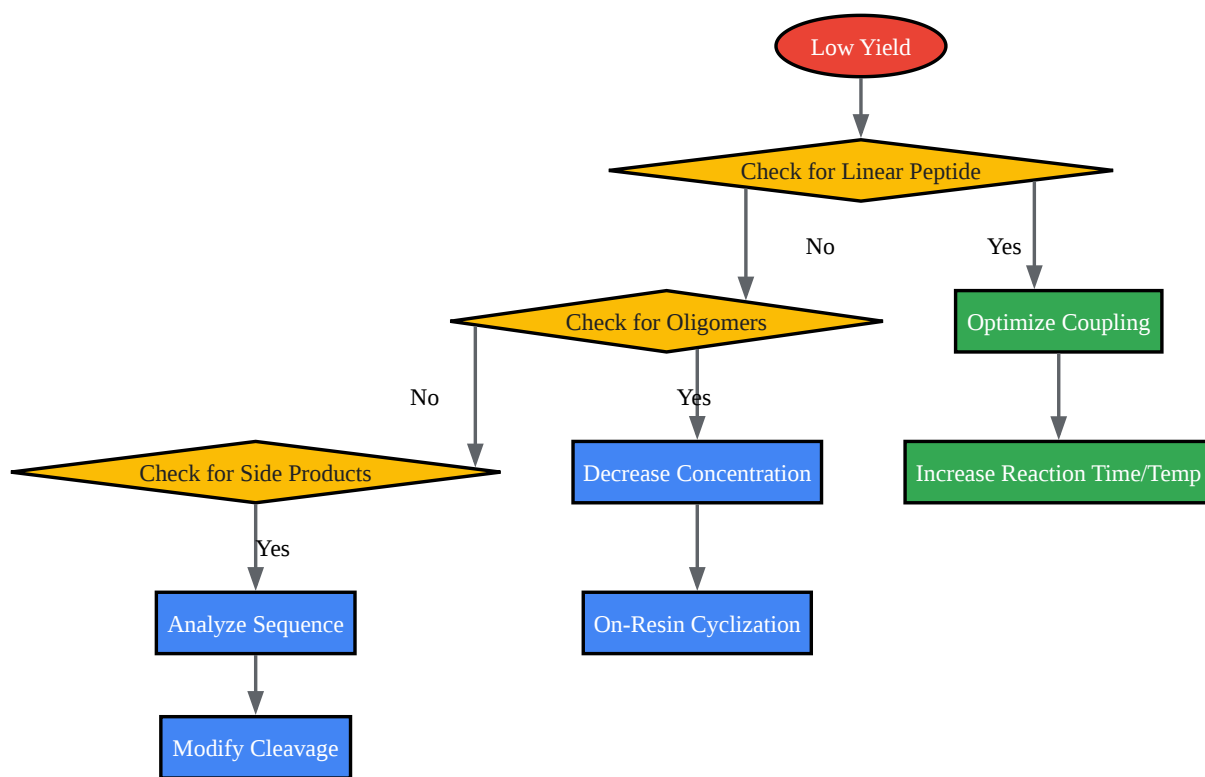 Low Yield
Check for Linear Peptide
No
Yes
Check for Oligomers
Optimize Coupling
No
Yes
Check for Side Products
Decrease Concentration
Increase Reaction Time/Temp
Yes
Analyze Sequence
On-Resin Cyclization
Modify Cleavage